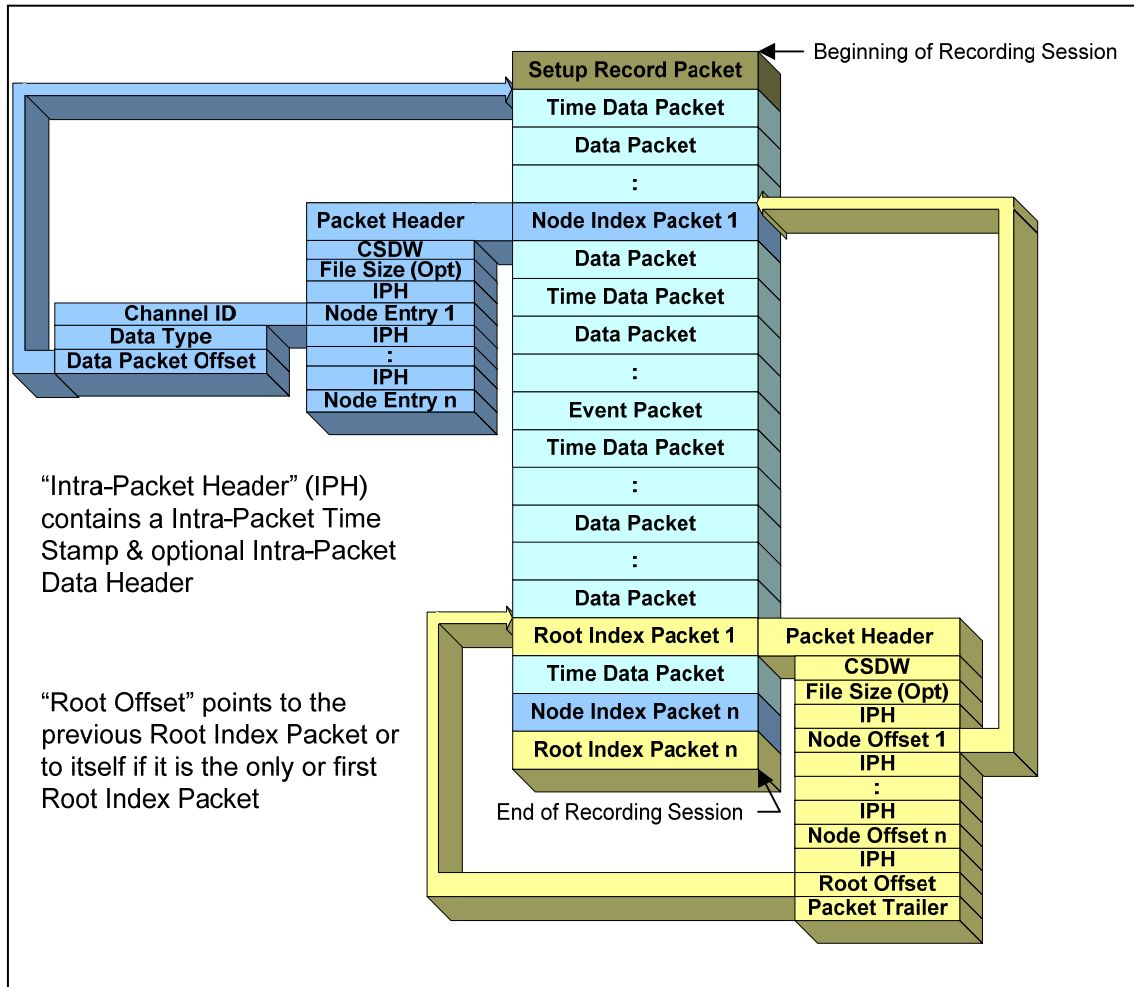 Beginning of Recording Session
Setup Record Packet
Time Data Packet
Data Packet
:
Node Index Packet 1
Data Packet
Time Data Packet
Data Packet
:
Event Packet
Time Data Packet
:
Data Packet
:
Data Packet
Root Index Packet 1
Time Data Packet
Node Index Packet n
Root Index Packet n
End of Recording Session
Packet Header
CSDW
File Size (Opt)
IPH
Node Entry 1
IPH
:
IPH
Node Entry n
Channel ID
Data Type
Data Packet Offset
“Intra-Packet Header” (IPH)
contains a Intra-Packet Time
Stamp & optional Intra-Packet
Data Header
“Root Offset” points to the
previous Root Index Packet or
to itself if it is the only or first
Root Index Packet
Packet Header
CSDW
File Size (Opt)
IPH
Node Offset 1
IPH
:
IPH
Node Offset n
IPH
Root Offset
Packet Trailer